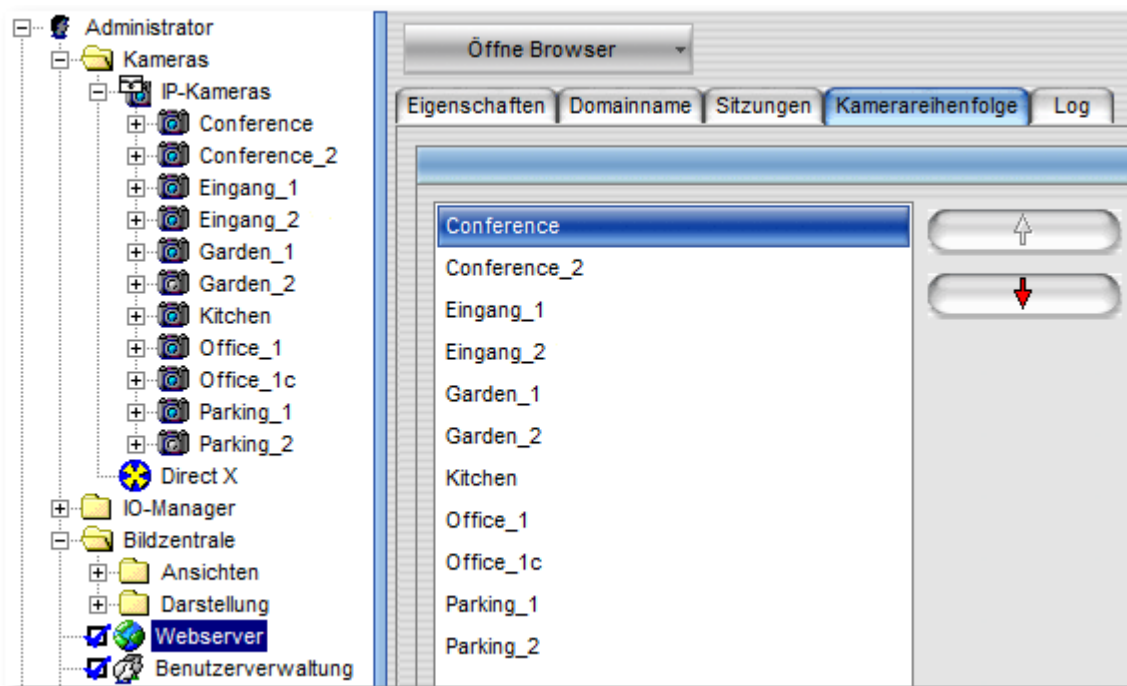 Administrator
Kameras
IP-Kameras
Conference
Conference_2
Eingang_1
Eingang_2
Garden_1
Garden_2
Kitchen
Office_1
Office_1c
Parking_1
Parking_2
Direct X
IO-Manager
Bildzentrale
Ansichten
Darstellung
Webserver
Benutzerverwaltung
Öffne Browser
Eigenschaften Domainname Sitzungen Kamerareihenfolge Log
Conference
Conference_2
Eingang_1
Eingang_2
Garden_1
Garden_2
Kitchen
Office_1
Office_1c
Parking_1
Parking_2